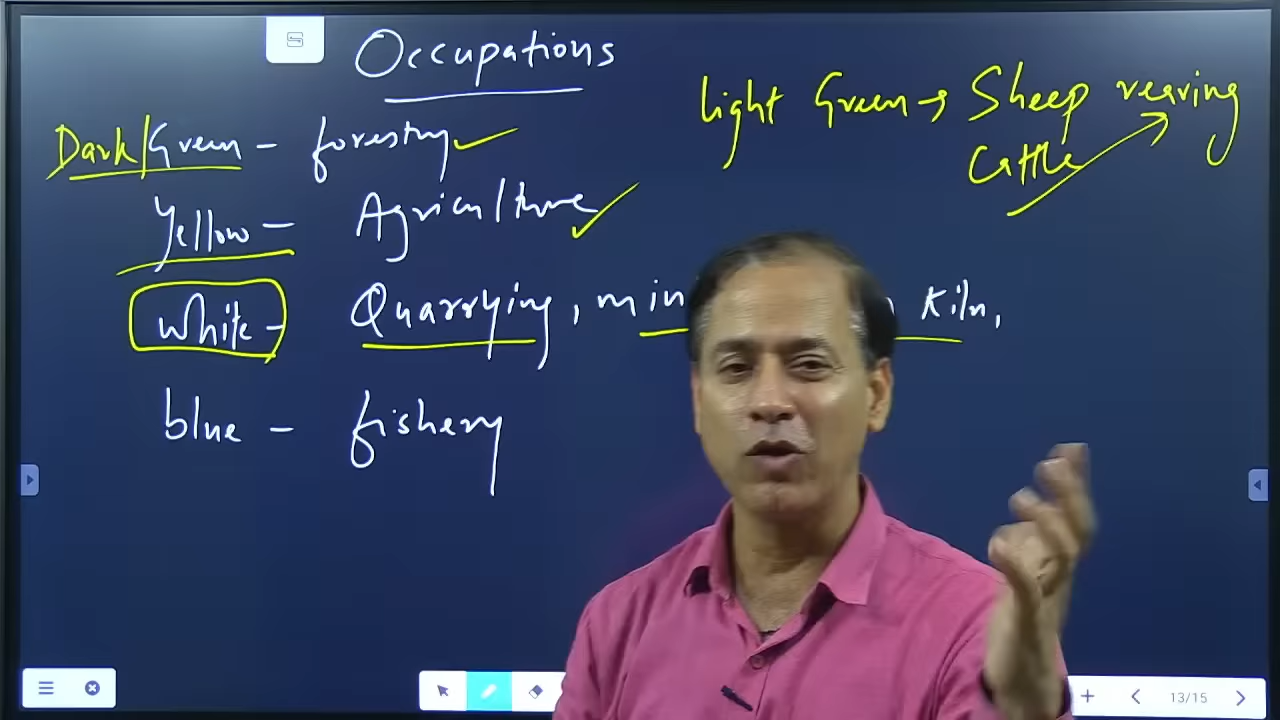 Occupations
Light Green → Sheep rearing
Cattle
Dark/Green - forestry ✓
Yellow - Agriculture ✓
White - Quarrying, min Kiln,
blue - fishery
13/15